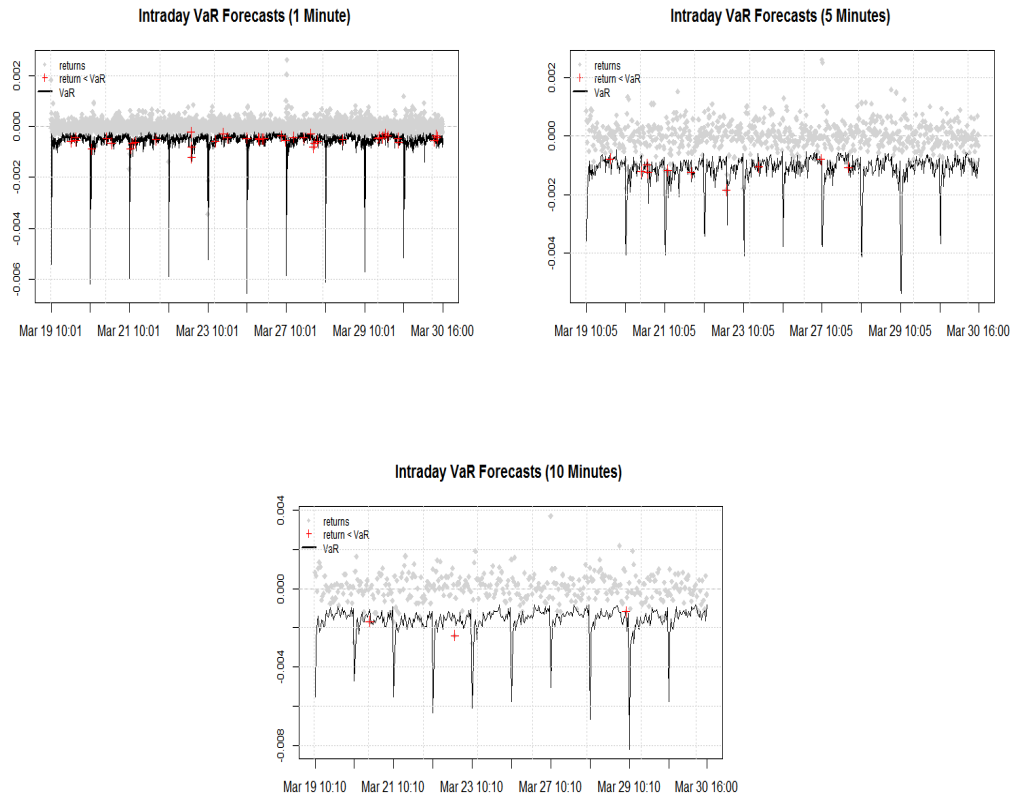 Intraday VaR Forecasts (1 Minute)
0.002
0.000
-0.002
-0.004
-0.006
returns
return < VaR
VaR
Mar 19 10:01 Mar 21 10:01 Mar 23 10:01 Mar 27 10:01 Mar 29 10:01 Mar 30 16:00
Intraday VaR Forecasts (5 Minutes)
0.002
0.000
-0.002
-0.004
returns
return < VaR
VaR
Mar 19 10:05 Mar 21 10:05 Mar 23 10:05 Mar 27 10:05 Mar 29 10:05 Mar 30 16:00
Intraday VaR Forecasts (10 Minutes)
0.004
0.000
-0.004
-0.008
returns
return < VaR
VaR
Mar 19 10:10 Mar 21 10:10 Mar 23 10:10 Mar 27 10:10 Mar 29 10:10 Mar 30 16:00